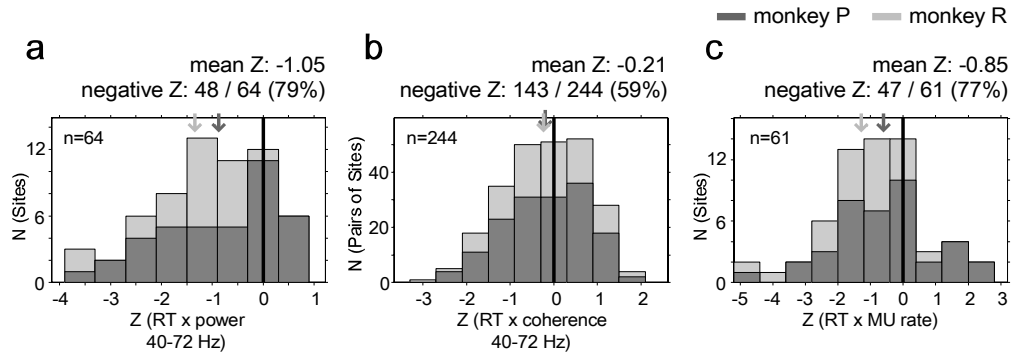 monkey P
monkey R
a
mean Z: -1.05
negative Z: 48 / 64 (79%)
n=64
12
6
0
N (Sites)
-4
-3
-2
-1
0
1
Z (RT x power
40-72 Hz)
b
mean Z: -0.21
negative Z: 143 / 244 (59%)
n=244
40
20
0
N (Pairs of Sites)
-3
-2
-1
0
1
2
Z (RT x coherence
40-72 Hz)
c
mean Z: -0.85
negative Z: 47 / 61 (77%)
n=61
12
6
0
N (Sites)
-5
-4
-3
-2
-1
0
1
2
3
Z (RT x MU rate)